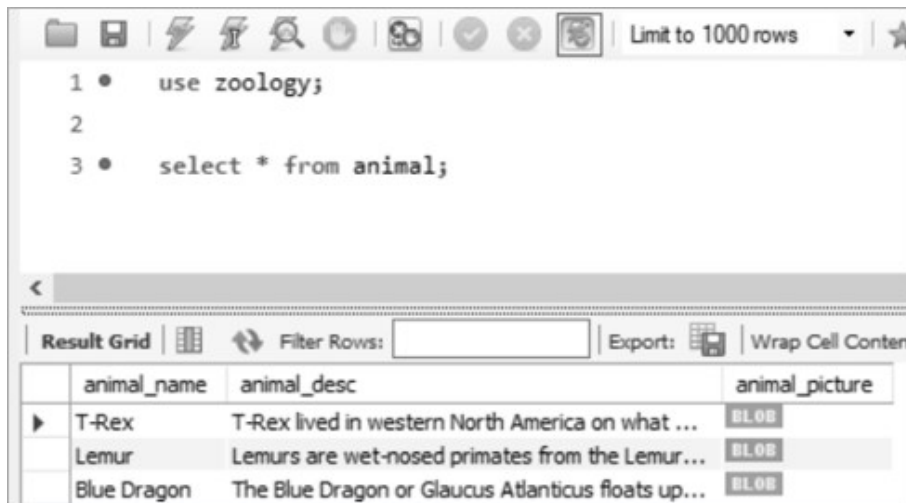 Limit to 1000 rows
1 use zoology;
2
3 select * from animal;
Result Grid Filter Rows: Export: Wrap Cell Conten
animal_name animal_desc animal_picture
T-Rex T-Rex lived in western North America on what ... BLOB
Lemur Lemurs are wet-nosed primates from the Lemur... BLOB
Blue Dragon The Blue Dragon or Glaucus Atlanticus floats up... BLOB